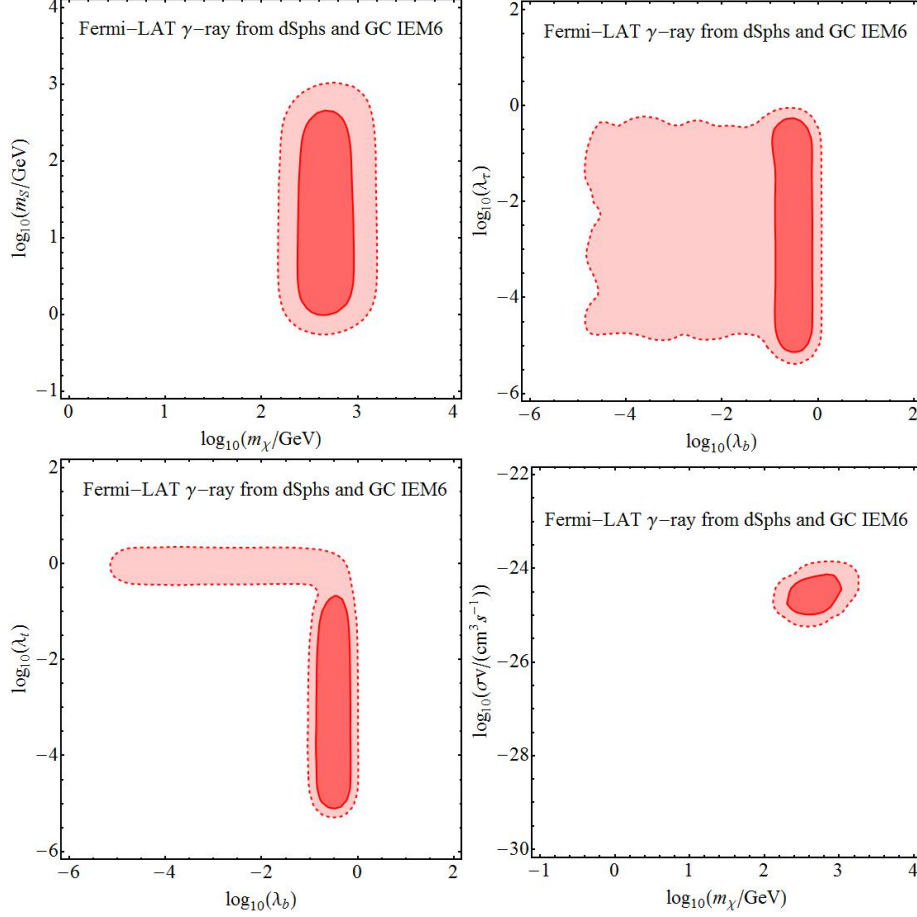 4
3
2
1
0
−1
log10(mS/GeV)
Fermi−LAT γ−ray from dSphs and GC IEM6
0 1 2 3 4
log10(mχ/GeV)
2
0
−2
−4
−6
log10(λτ)
Fermi−LAT γ−ray from dSphs and GC IEM6
−6 −4 −2 0 2
log10(λb)
2
0
−2
−4
−6
log10(λt)
Fermi−LAT γ−ray from dSphs and GC IEM6
−6 −4 −2 0 2
log10(λb)
−22
−24
−26
−28
−30
log10(σv/(cm³ s⁻¹))
Fermi−LAT γ−ray from dSphs and GC IEM6
−1 0 1 2 3 4
log10(mχ/GeV)